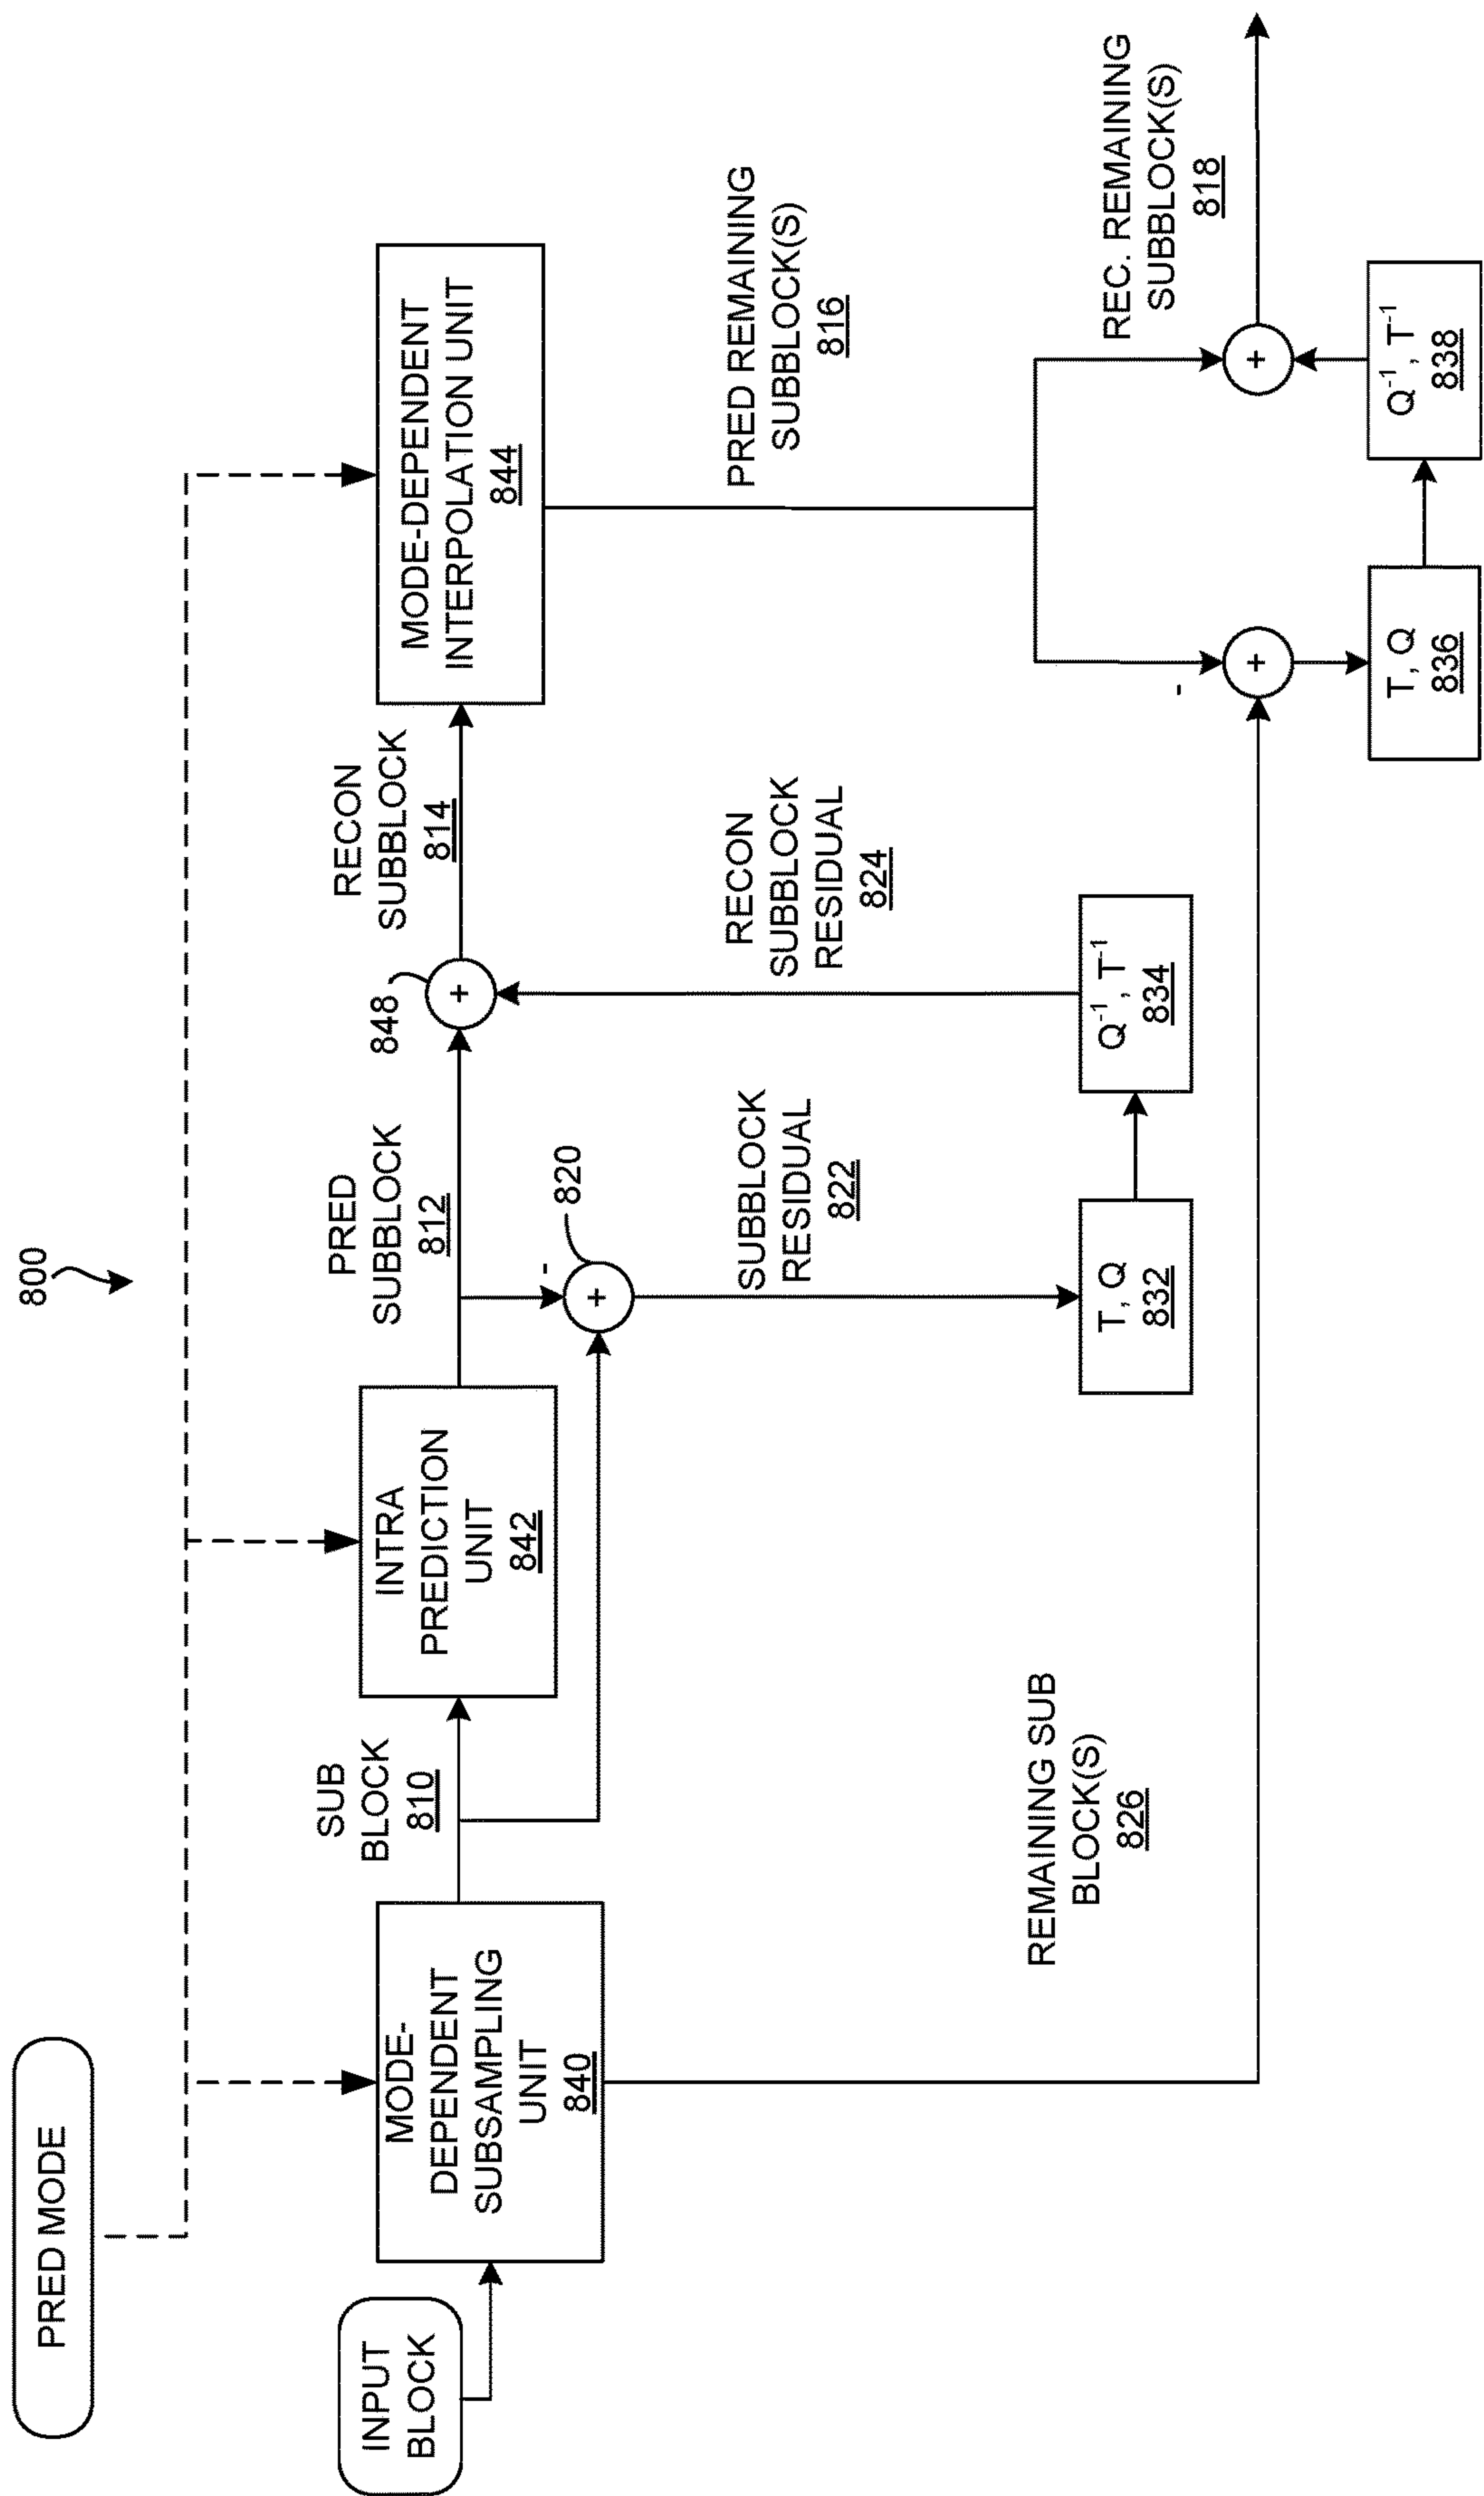 800
PRED MODE
INPUT
BLOCK
MODE-
DEPENDENT
SUBSAMPLING
UNIT
840
SUB
BLOCK
810
INTRA
PREDICTION
UNIT
842
PRED
SUBBLOCK
812
-
+
820
848
+
RECON
SUBBLOCK
814
MODE-DEPENDENT
INTERPOLATION UNIT
844
SUBBLOCK
RESIDUAL
822
RECON
SUBBLOCK
RESIDUAL
824
PRED REMAINING
SUBBLOCK(S)
816
T, Q
832
Q⁻¹, T⁻¹
834
REMAINING SUB
BLOCK(S)
826
-
+
+
REC. REMAINING
SUBBLOCK(S)
818
T, Q
836
Q⁻¹, T⁻¹
838